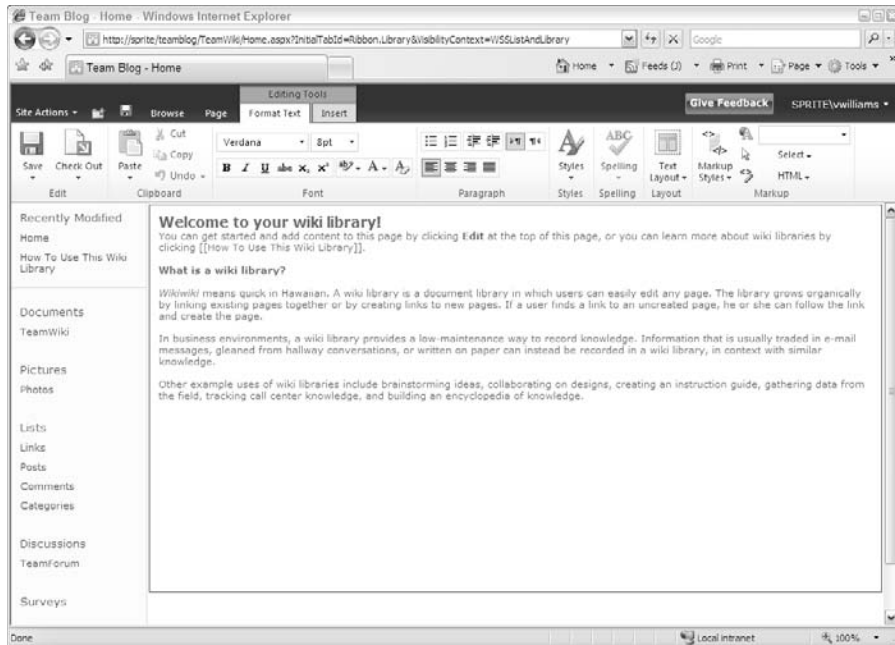 Team Blog - Home - Windows Internet Explorer
http://sprite/teamblog/TeamWiki/Home.aspx?InitialTabId=Ribbon.Library&VisibilityContext=WSSListAndLibrary
Google
Team Blog - Home
Home
Feeds (J)
Print
Page
Tools
Editing Tools
Site Actions
Browse
Page
Format Text
Insert
Give Feedback
SPRITE\vwilliams
Save
Check Out
Paste
Cut
Copy
Undo
Verdana
8pt
B I U abc X₂ X²
Styles
ABC
Spelling
Text
Layout
Markup
Styles
Select
HTML
Edit
Clipboard
Font
Paragraph
Styles
Spelling
Layout
Markup
Recently Modified
Home
How To Use This Wiki
Library
Documents
TeamWiki
Pictures
Photos
Lists
Links
Posts
Comments
Categories
Discussions
TeamForum
Surveys
Welcome to your wiki library!
You can get started and add content to this page by clicking Edit at the top of this page, or you can learn more about wiki libraries by
clicking [[How To Use This Wiki Library]].
What is a wiki library?
Wikiwiki means quick in Hawaiian. A wiki library is a document library in which users can easily edit any page. The library grows organically
by linking existing pages together or by creating links to new pages. If a user finds a link to an uncreated page, he or she can follow the link
and create the page.
In business environments, a wiki library provides a low-maintenance way to record knowledge. Information that is usually traded in e-mail
messages, gleaned from hallway conversations, or written on paper can instead be recorded in a wiki library, in context with similar
knowledge.
Other example uses of wiki libraries include brainstorming ideas, collaborating on designs, creating an instruction guide, gathering data from
the field, tracking call center knowledge, and building an encyclopedia of knowledge.
Done
Local intranet
100%